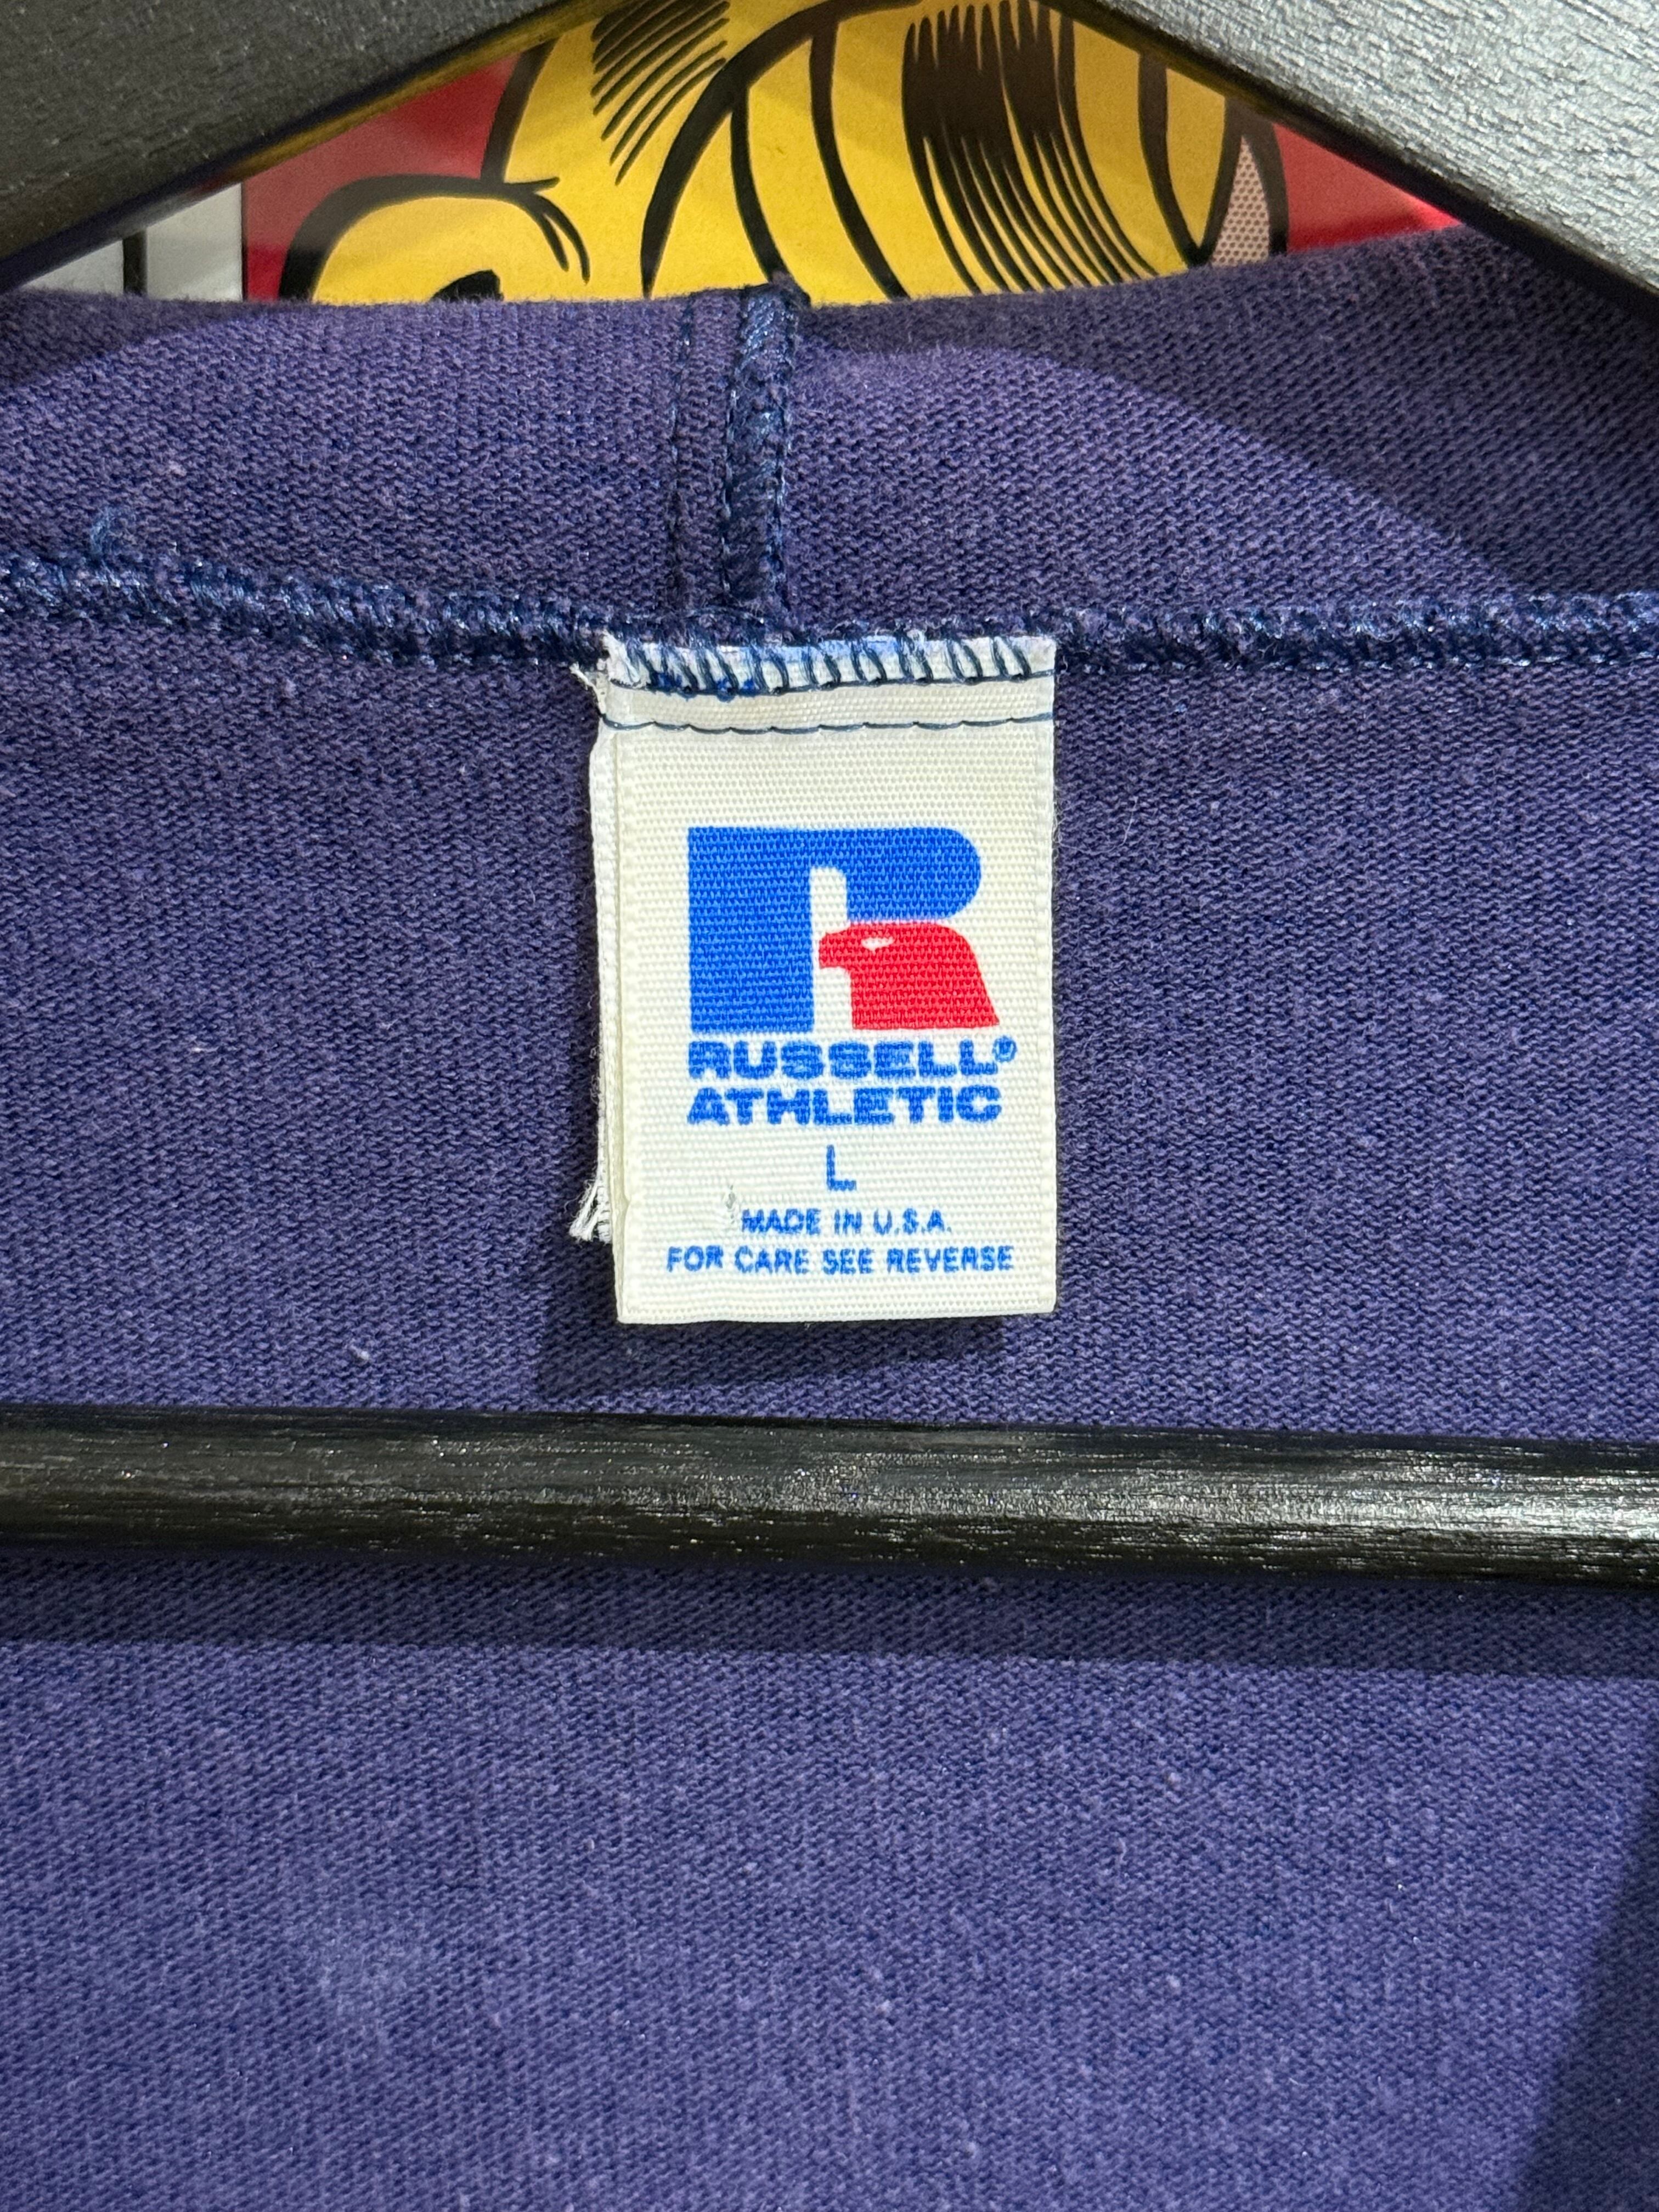 RUSSELL®
ATHLETIC
L
MADE IN U.S.A.
FOR CARE SEE REVERSE